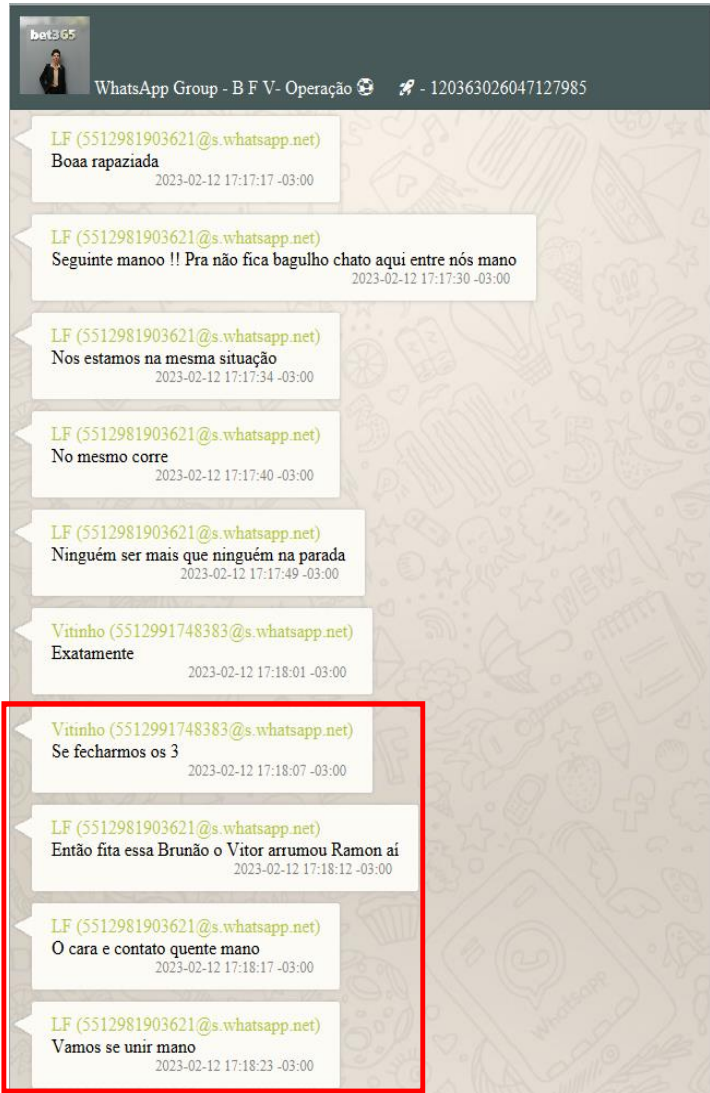 bet365
WhatsApp Group - B F V- Operação ⚽ 🚀 - 120363026047127985
LF (5512981903621@s.whatsapp.net)
Boaa rapaziada
2023-02-12 17:17:17 -03:00
LF (5512981903621@s.whatsapp.net)
Seguinte manoo !! Pra não fica bagulho chato aqui entre nós mano
2023-02-12 17:17:30 -03:00
LF (5512981903621@s.whatsapp.net)
Nos estamos na mesma situação
2023-02-12 17:17:34 -03:00
LF (5512981903621@s.whatsapp.net)
No mesmo corre
2023-02-12 17:17:40 -03:00
LF (5512981903621@s.whatsapp.net)
Ninguém ser mais que ninguém na parada
2023-02-12 17:17:49 -03:00
Vitinho (5512991748383@s.whatsapp.net)
Exatamente
2023-02-12 17:18:01 -03:00
Vitinho (5512991748383@s.whatsapp.net)
Se fecharmos os 3
2023-02-12 17:18:07 -03:00
LF (5512981903621@s.whatsapp.net)
Então fita essa Brunão o Vitor arrumou Ramon aí
2023-02-12 17:18:12 -03:00
LF (5512981903621@s.whatsapp.net)
O cara e contato quente mano
2023-02-12 17:18:17 -03:00
LF (5512981903621@s.whatsapp.net)
Vamos se unir mano
2023-02-12 17:18:23 -03:00